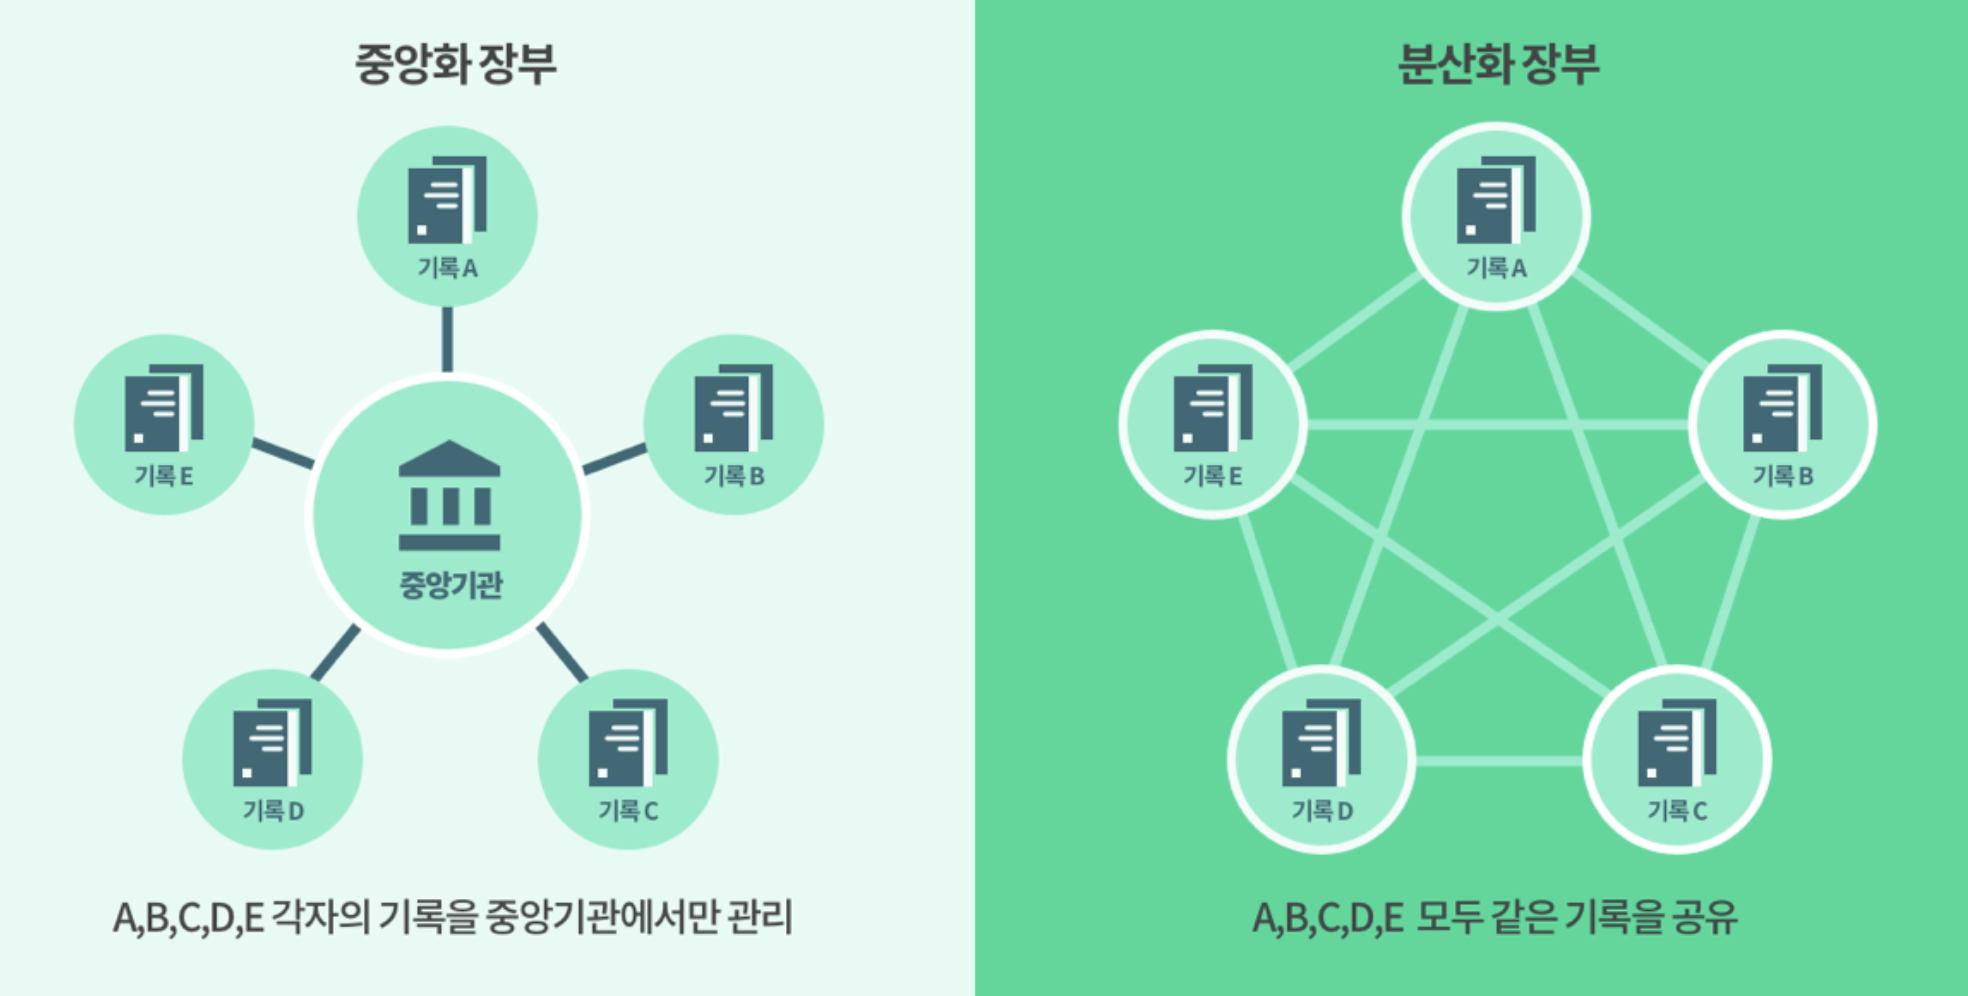 중앙화 장부
기록 A
기록 E
기록 B
중앙기관
기록 D
기록 C
A,B,C,D,E 각자의 기록을 중앙기관에서만 관리
분산화 장부
기록 A
기록 E
기록 B
기록 D
기록 C
A,B,C,D,E 모두 같은 기록을 공유